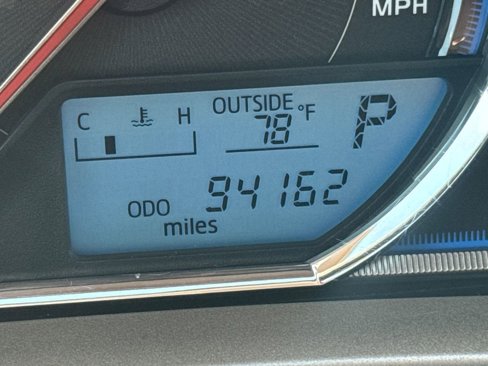 MPH
OUTSIDE
C H 78 °F P
ODO 94162
miles